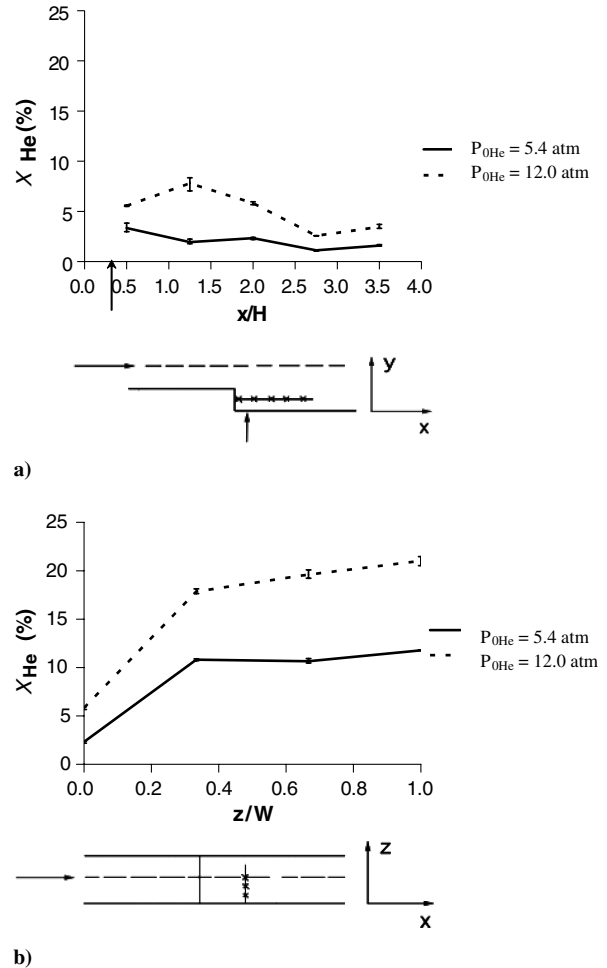 25
20
15
10
5
0
X He (%)
0.0 0.5 1.0 1.5 2.0 2.5 3.0 3.5 4.0
x/H
P0He = 5.4 atm
P0He = 12.0 atm
y
x
a)
25
20
15
10
5
0
XHe (%)
0.0 0.2 0.4 0.6 0.8 1.0
z/W
P0He = 5.4 atm
P0He = 12.0 atm
z
x
b)